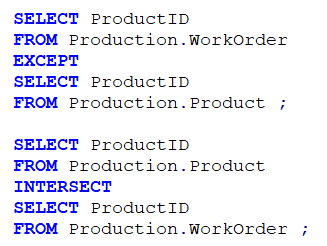 SELECT ProductID
FROM Production.WorkOrder
EXCEPT
SELECT ProductID
FROM Production.Product ;
SELECT ProductID
FROM Production.Product
INTERSECT
SELECT ProductID
FROM Production.WorkOrder ;